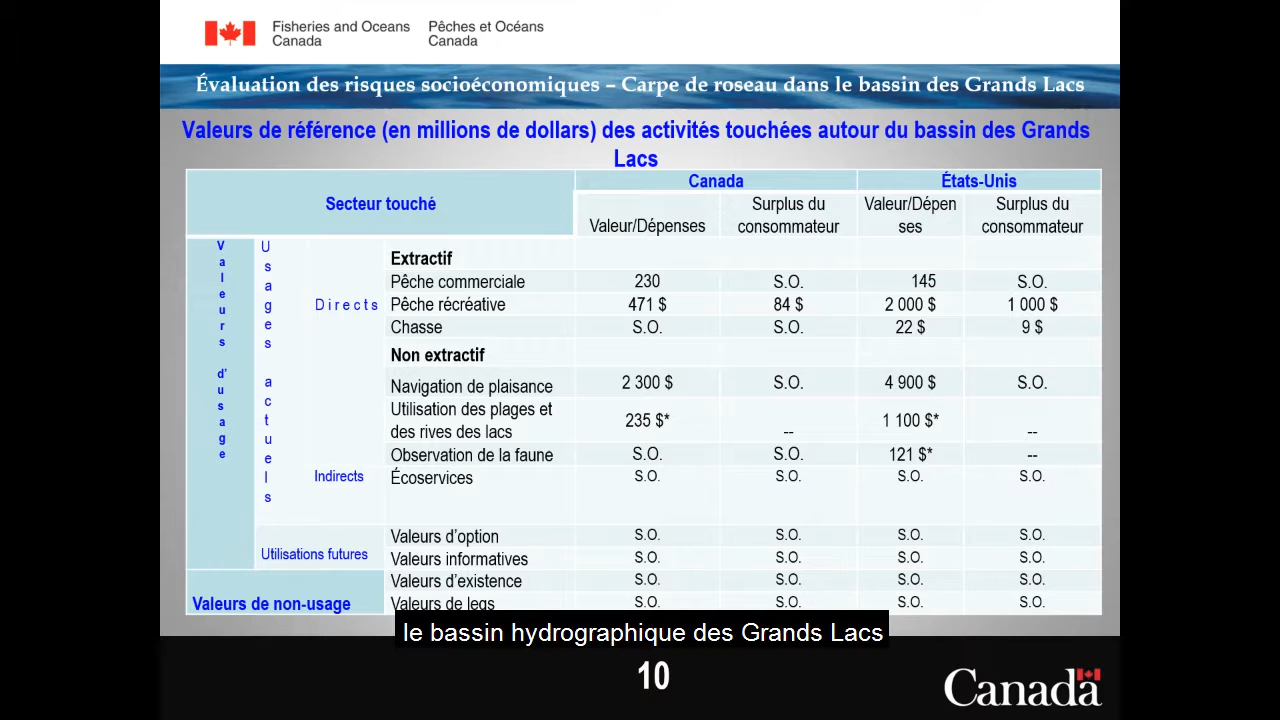 Fisheries and Oceans Pêches et Océans
Canada Canada
Évaluation des risques socioéconomiques – Carpe de roseau dans le bassin des Grands Lacs
Valeurs de référence (en millions de dollars) des activités touchées autour du bassin des Grands
Lacs
Secteur touché Canada États-Unis
Valeur/Dépenses Surplus du consommateur Valeur/Dépen ses Surplus du consommateur
Valeurs d’usage
Usages actuels
Extractif
Pêche commerciale 230 S.O. 145 S.O.
Directs Pêche récréative 471 $ 84 $ 2 000 $ 1 000 $
Chasse S.O. S.O. 22 $ 9 $
Non extractif
Navigation de plaisance 2 300 $ S.O. 4 900 $ S.O.
Utilisation des plages et
des rives des lacs 235 $* -- 1 100 $* --
Observation de la faune S.O. S.O. 121 $* --
Indirects Écoservices S.O. S.O. S.O. S.O.
Utilisations futures
Valeurs d’option S.O. S.O. S.O. S.O.
Valeurs informatives S.O. S.O. S.O. S.O.
Valeurs de non-usage
Valeurs d’existence S.O. S.O. S.O. S.O.
Valeurs de legs S.O. S.O. S.O. S.O.
le bassin hydrographique des Grands Lacs
10
Canada